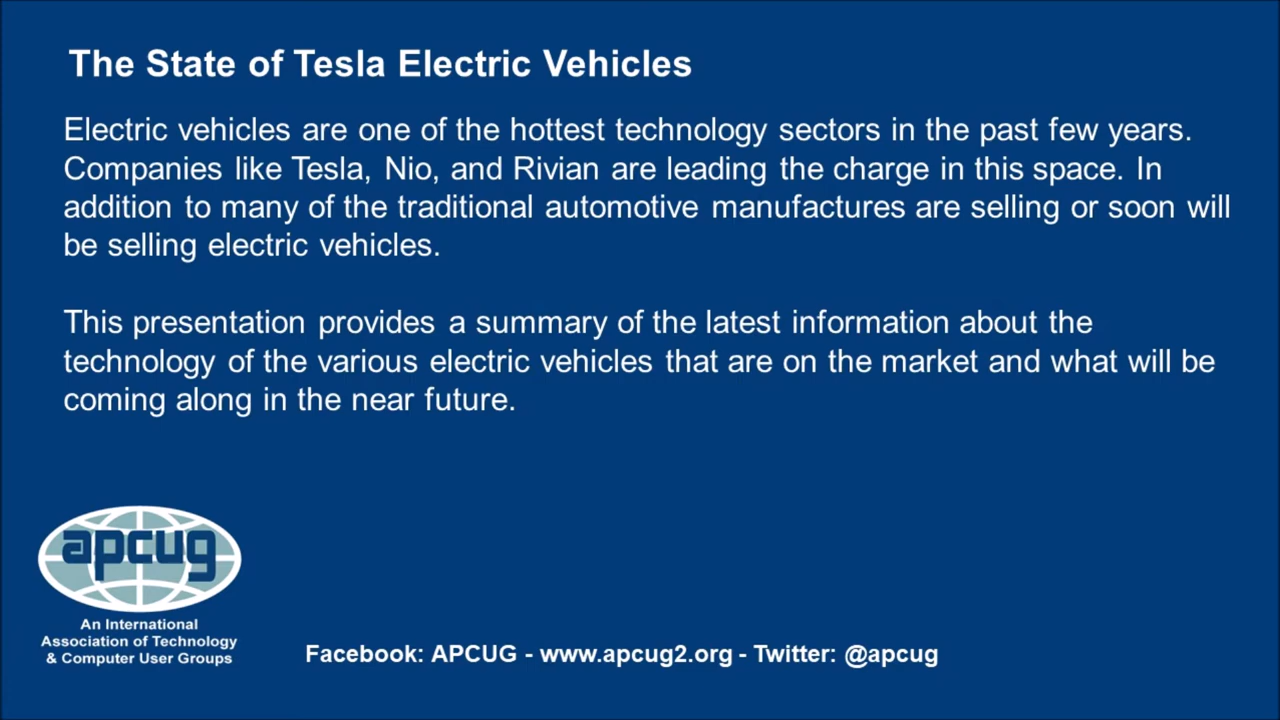 The State of Tesla Electric Vehicles
Electric vehicles are one of the hottest technology sectors in the past few years.
Companies like Tesla, Nio, and Rivian are leading the charge in this space. In
addition to many of the traditional automotive manufactures are selling or soon will
be selling electric vehicles.
This presentation provides a summary of the latest information about the
technology of the various electric vehicles that are on the market and what will be
coming along in the near future.
apcug
An International
Association of Technology
& Computer User Groups
Facebook: APCUG - www.apcug2.org - Twitter: @apcug